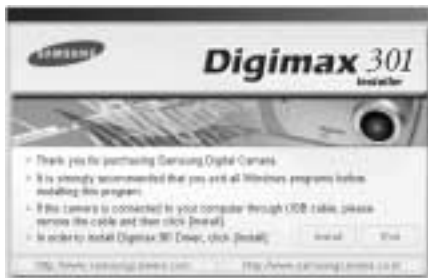 SAMSUNG
Digimax 301
Installer
Thank you for purchasing Samsung Digital Camera.
It is strongly recommended that you exit all Windows programs before
installing this program.
If the camera is connected to your computer through USB cable, please
remove the cable and then click [Install].
In order to install Digimax 301 Driver, click [Install].
Install Exit
http://www.samsungcamera.com http://www.samsungcamera.co.kr